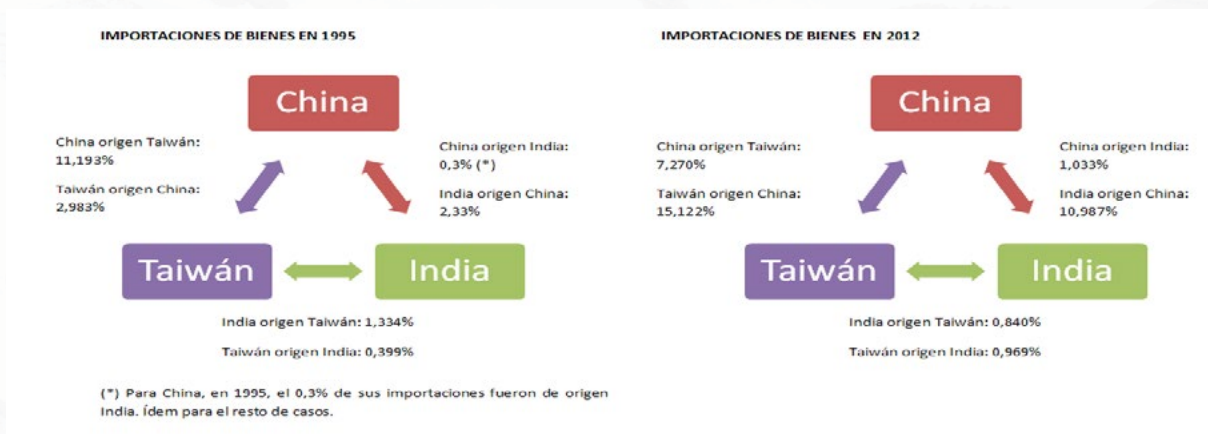 IMPORTACIONES DE BIENES EN 1995
China
China origen Taiwán:
11,193%
Taiwán origen China:
2,983%
China origen India:
0,3% (*)
India origen China:
2,33%
Taiwán
India
India origen Taiwán: 1,334%
Taiwán origen India: 0,399%
(*) Para China, en 1995, el 0,3% de sus importaciones fueron de origen
India. Ídem para el resto de casos.
IMPORTACIONES DE BIENES EN 2012
China
China origen Taiwán:
7,270%
Taiwán origen China:
15,122%
China origen India:
1,033%
India origen China:
10,987%
Taiwán
India
India origen Taiwán: 0,840%
Taiwán origen India: 0,969%